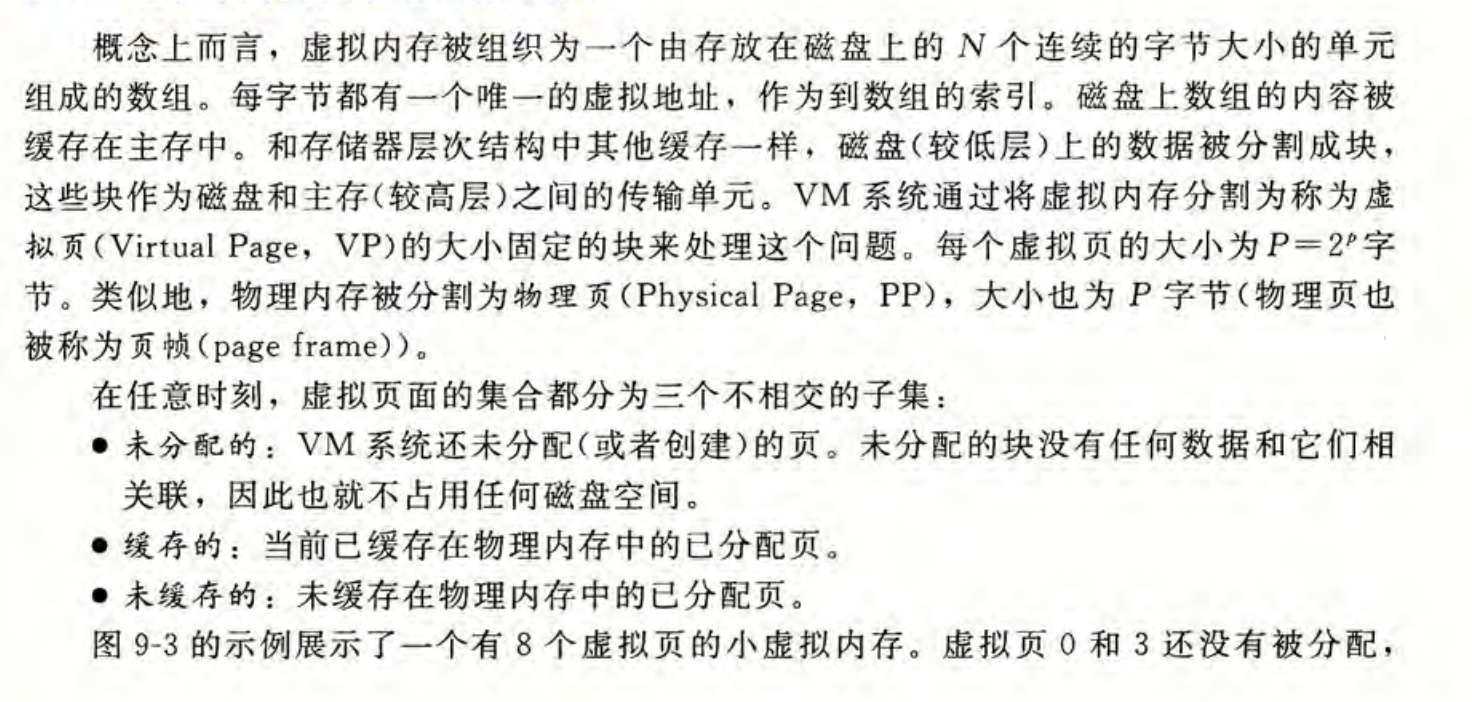 概念上而言，虚拟内存被组织为一个由存放在磁盘上的 N 个连续的字节大小的单元
组成的数组。每字节都有一个唯一的虚拟地址，作为到数组的索引。磁盘上数组的内容被
缓存在主存中。和存储器层次结构中其他缓存一样，磁盘(较低层)上的数据被分割成块，
这些块作为磁盘和主存(较高层)之间的传输单元。VM 系统通过将虚拟内存分割为称为虚
拟页(Virtual Page，VP)的大小固定的块来处理这个问题。每个虚拟页的大小为 P＝2ᵖ字
节。类似地，物理内存被分割为物理页(Physical Page，PP)，大小也为 P 字节(物理页也
被称为页帧(page frame))。
在任意时刻，虚拟页面的集合都分为三个不相交的子集：
● 未分配的：VM 系统还未分配(或者创建)的页。未分配的块没有任何数据和它们相
关联，因此也就不占用任何磁盘空间。
● 缓存的：当前已缓存在物理内存中的已分配页。
● 未缓存的：未缓存在物理内存中的已分配页。
图 9-3 的示例展示了一个有 8 个虚拟页的小虚拟内存。虚拟页 0 和 3 还没有被分配，